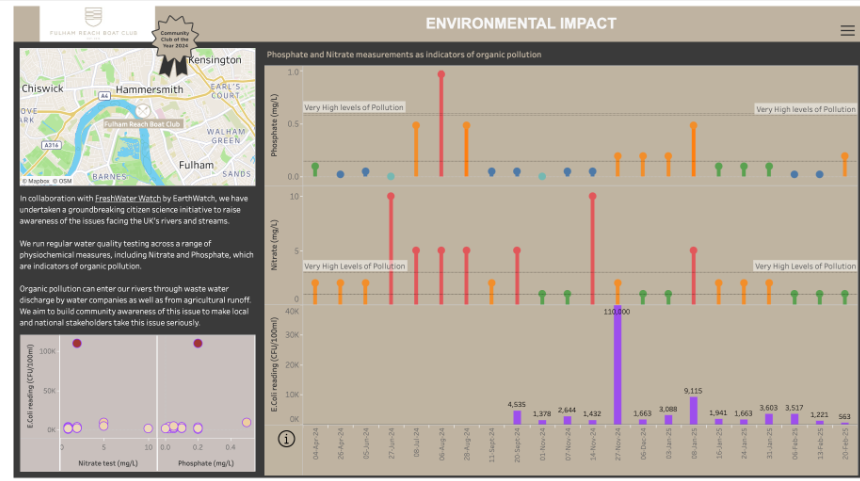 FULHAM REACH BOAT CLUB
Community
Club of the
Year 2024
ENVIRONMENTAL IMPACT
Kensington
Chiswick
Hammersmith
EARL'S
COURT
A4
OVE
ARK
Fulham Reach Boat Club
WALHAM
GREEN
A316
Fulham
BARNES
SANDS
© Mapbox © OSM
In collaboration with FreshWater Watch by EarthWatch, we have
undertaken a groundbreaking citizen science initiative to raise
awareness of the issues facing the UK's rivers and streams.
We run regular water quality testing across a range of
physiochemical measures, including Nitrate and Phosphate, which
are indicators of organic pollution.
Organic pollution can enter our rivers through waste water
discharge by water companies as well as from agricultural runoff.
We aim to build community awareness of this issue to make local
and national stakeholders take this issue seriously.
E.Coli reading (CFU/100ml)
100K
50K
0K
0 5 10 0.0 0.2 0.4
Nitrate test (mg/L) Phosphate (mg/L)
Phosphate and Nitrate measurements as indicators of organic pollution
Phosphate (mg/L)
1.0
0.5
0.0
Very High levels of Pollution
Very High levels of Pollution
Nitrate (mg/L)
10
5
0
Very High Levels of Pollution
Very High Levels of Pollution
E.Coli reading (CFU/100ml)
40K
30K
20K
10K
0K
4,535 1,378 2,644 1,432 110,000 1,663 3,088 9,115 1,941 1,663 3,603 3,517 1,221 563
04-Apr-24
26-Apr-24
05-Jun-24
27-Jun-24
08-Jul-24
06-Aug-24
28-Aug-24
11-Sept-24
20-Sept-24
01-Nov-24
07-Nov-24
14-Nov-24
27-Nov-24
06-Dec-24
03-Jan-25
08-Jan-25
16-Jan-25
24-Jan-25
31-Jan-25
06-Feb-25
13-Feb-25
20-Feb-25